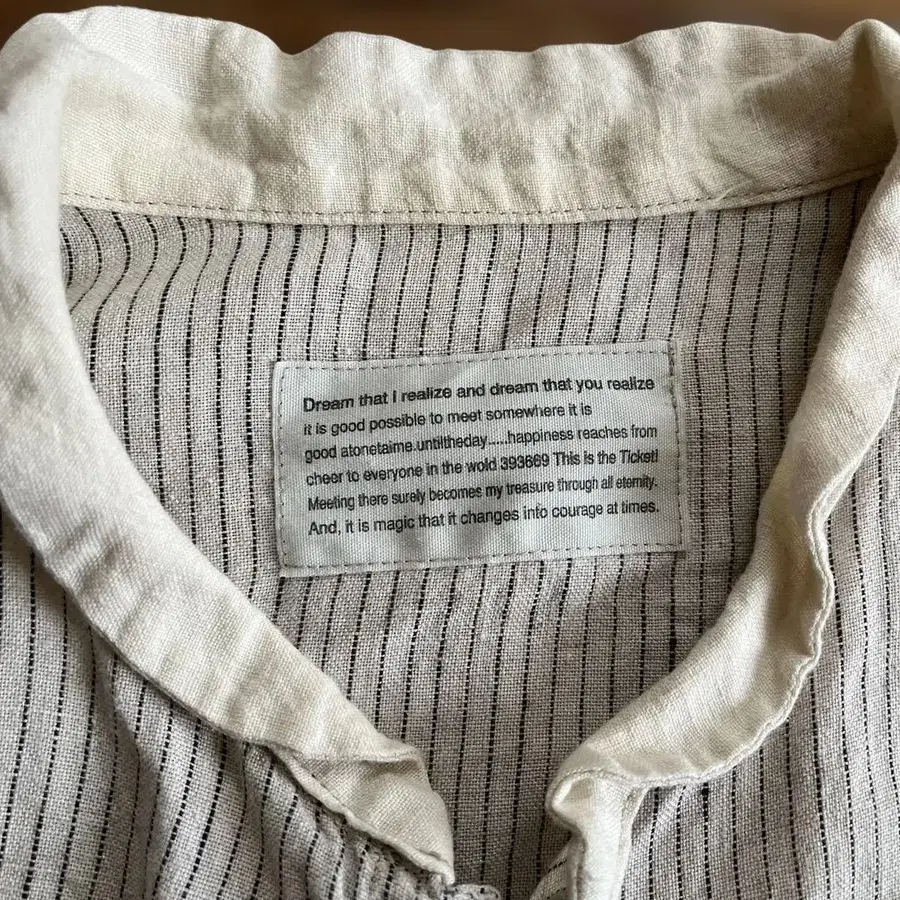 Dream that I realize and dream that you realize
it is good possible to meet somewhere it is
good atonetaime.untiltheday.....happiness reaches from
cheer to everyone in the wold 393669 This is the Ticket!
Meeting there surely becomes my treasure through all eternity.
And, it is magic that it changes into courage at times.